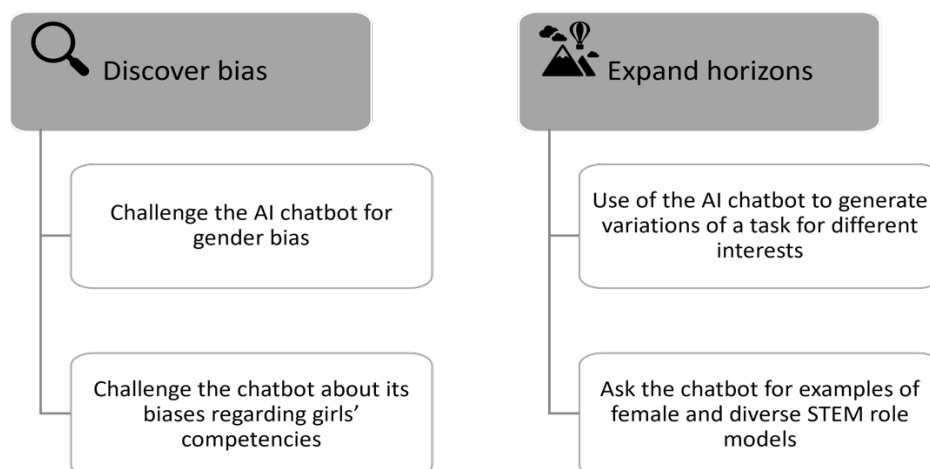 Discover bias
Challenge the AI chatbot for
gender bias
Challenge the chatbot about its
biases regarding girls’
competencies
Expand horizons
Use of the AI chatbot to generate
variations of a task for different
interests
Ask the chatbot for examples of
female and diverse STEM role
models